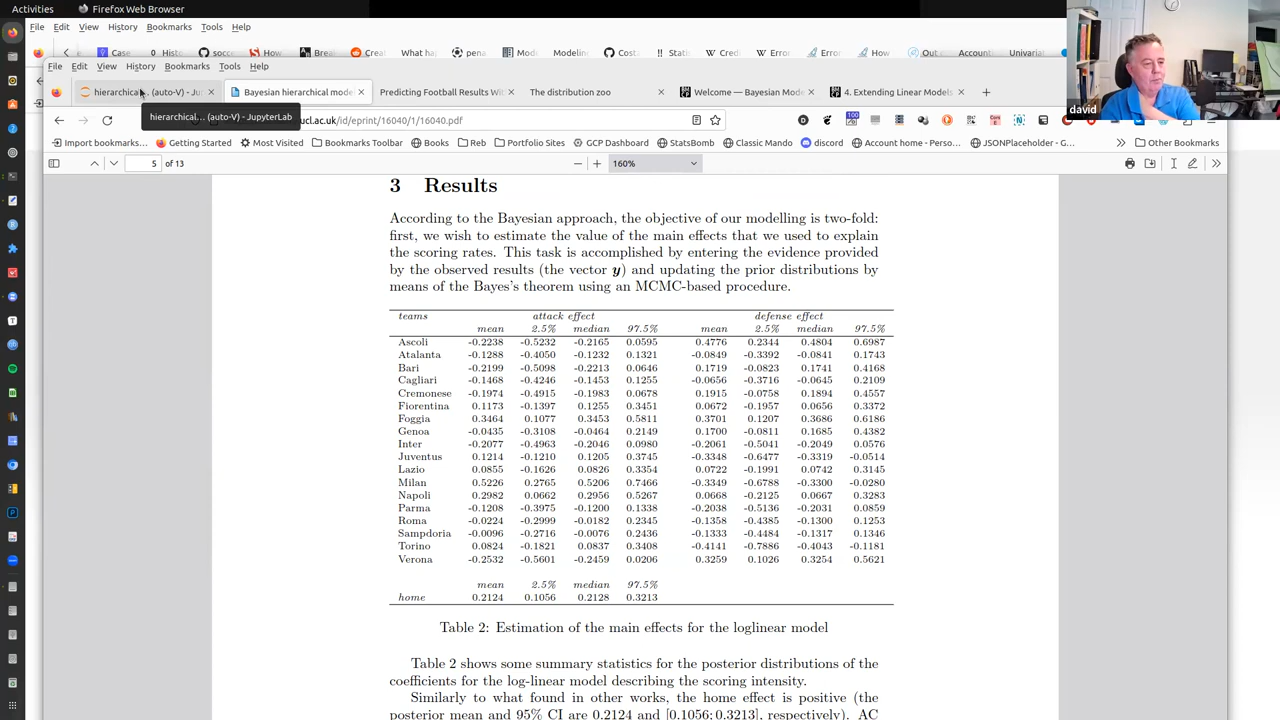 Activities Firefox Web Browser
File Edit View History Bookmarks Tools Help
Case Histo socce How Break Creat What hap pena Mod Modeling Costa Stati Cred W Error Error How Out Accounti Univariat
File Edit View History Bookmarks Tools Help
hierarchical… (auto-V) - Ju Bayesian hierarchical mode Predicting Football Results Wi The distribution zoo Welcome — Bayesian Mode 4. Extending Linear Models
hierarchical… (auto-V) - JupyterLab
ucl.ac.uk/id/eprint/16040/1/16040.pdf
Import bookmarks… Getting Started Most Visited Bookmarks Toolbar Books Reb Portfolio Sites GCP Dashboard StatsBomb Classic Mando discord Account home - Perso… JSONPlaceholder - G… Other Bookmarks
5 of 13 160%
david
3 Results
According to the Bayesian approach, the objective of our modelling is two-fold:
first, we wish to estimate the value of the main effects that we used to explain
the scoring rates. This task is accomplished by entering the evidence provided
by the observed results (the vector y) and updating the prior distributions by
means of the Bayes's theorem using an MCMC-based procedure.
teams attack effect defense effect
mean 2.5% median 97.5% mean 2.5% median 97.5%
Ascoli -0.2238 -0.5232 -0.2165 0.0595 0.4776 0.2344 0.4804 0.6987
Atalanta -0.1288 -0.4050 -0.1232 0.1321 -0.0849 -0.3392 -0.0841 0.1743
Bari -0.2199 -0.5098 -0.2213 0.0646 0.1719 -0.0823 0.1741 0.4168
Cagliari -0.1468 -0.4246 -0.1453 0.1255 -0.0656 -0.3716 -0.0645 0.2109
Cremonese -0.1974 -0.4915 -0.1983 0.0678 0.1915 -0.0758 0.1894 0.4557
Fiorentina 0.1173 -0.1397 0.1255 0.3451 0.0672 -0.1957 0.0656 0.3372
Foggia 0.3464 0.1077 0.3453 0.5811 0.3701 0.1207 0.3686 0.6186
Genoa -0.0435 -0.3108 -0.0464 0.2149 0.1700 -0.0811 0.1685 0.4382
Inter -0.2077 -0.4963 -0.2046 0.0980 -0.2061 -0.5041 -0.2049 0.0576
Juventus 0.1214 -0.1210 0.1205 0.3745 -0.3348 -0.6477 -0.3319 -0.0514
Lazio 0.0855 -0.1626 0.0826 0.3354 0.0722 -0.1991 0.0742 0.3145
Milan 0.5226 0.2765 0.5206 0.7466 -0.3349 -0.6788 -0.3300 -0.0280
Napoli 0.2982 0.0662 0.2956 0.5267 0.0668 -0.2125 0.0667 0.3283
Parma -0.1208 -0.3975 -0.1200 0.1338 -0.2038 -0.5136 -0.2031 0.0859
Roma -0.0224 -0.2999 -0.0182 0.2345 -0.1358 -0.4385 -0.1300 0.1253
Sampdoria -0.0096 -0.2716 -0.0076 0.2436 -0.1333 -0.4484 -0.1317 0.1346
Torino 0.0824 -0.1821 0.0837 0.3408 -0.4141 -0.7886 -0.4043 -0.1181
Verona -0.2532 -0.5601 -0.2459 0.0206 0.3259 0.1026 0.3254 0.5621
mean 2.5% median 97.5%
home 0.2124 0.1056 0.2128 0.3213
Table 2: Estimation of the main effects for the loglinear model
Table 2 shows some summary statistics for the posterior distributions of the
coefficients for the log-linear model describing the scoring intensity.
Similarly to what found in other works, the home effect is positive (the
posterior mean and 95% CI are 0.2124 and [0.1056; 0.3213], respectively). AC